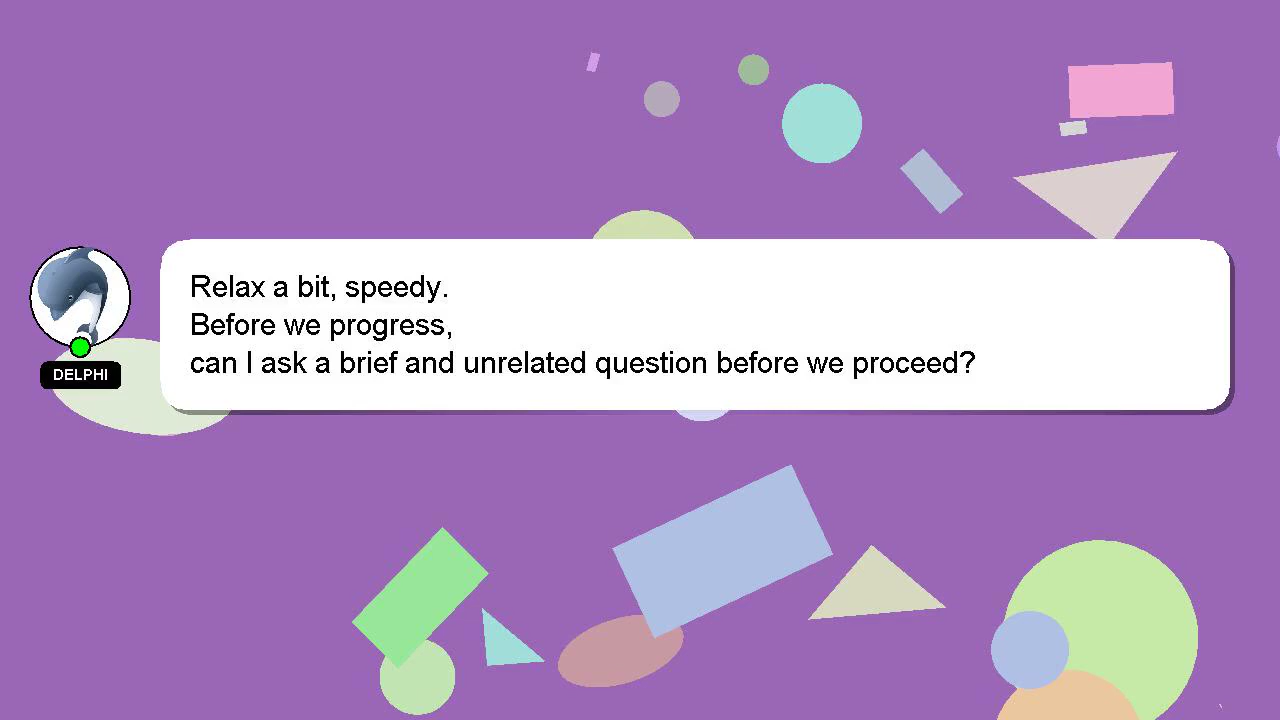 Relax a bit, speedy.
Before we progress,
can I ask a brief and unrelated question before we proceed?
DELPHI